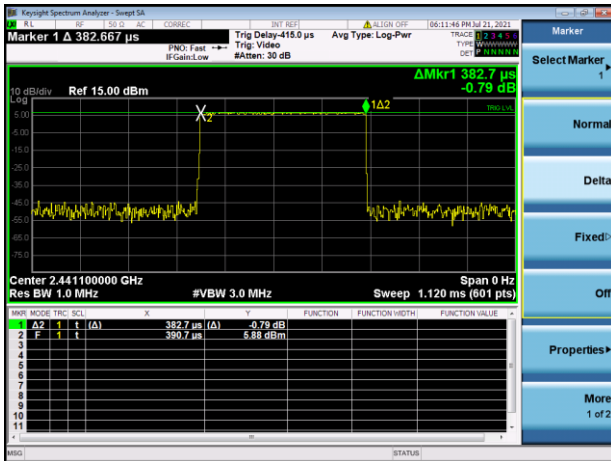 Keysight Spectrum Analyzer - Swept SA
RL RF 50 Ω AC CORREC INT REF ALIGN OFF 06:11:46 PM Jul 21, 2021
Marker 1 Δ 382.667 µs
PNO: Fast
IFGain:Low
Trig Delay-415.0 µs
Trig: Video
#Atten: 30 dB
Avg Type: Log-Pwr
TRACE 1 2 3 4 5 6
TYPE WWWWWW
DET P NNNNN
ΔMkr1 382.7 µs
-0.79 dB
10 dB/div Ref 15.00 dBm
Log
1Δ2
TRIG LVL
X2
5.00
-5.00
-15.0
-25.0
-35.0
-45.0
-55.0
-65.0
-75.0
Center 2.441100000 GHz Span 0 Hz
Res BW 1.0 MHz #VBW 3.0 MHz Sweep 1.120 ms (601 pts)
MKR MODE TRC SCL X Y FUNCTION FUNCTION WIDTH FUNCTION VALUE
1 Δ2 1 t (Δ) 382.7 µs (Δ) -0.79 dB
2 F 1 t 390.7 µs 5.88 dBm
3
4
5
6
7
8
9
10
11
MSG STATUS
Marker
Select Marker
1
Normal
Delta
Fixed
Off
Properties
More
1 of 2